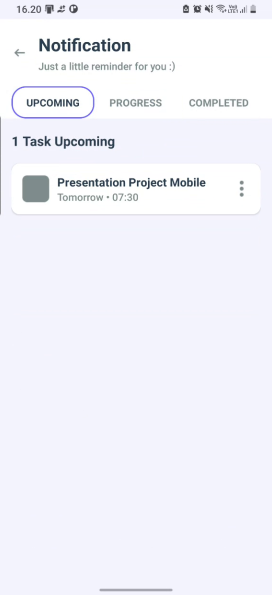 16.20
Notification
Just a little reminder for you :)
UPCOMING
PROGRESS
COMPLETED
1 Task Upcoming
Presentation Project Mobile
Tomorrow • 07:30